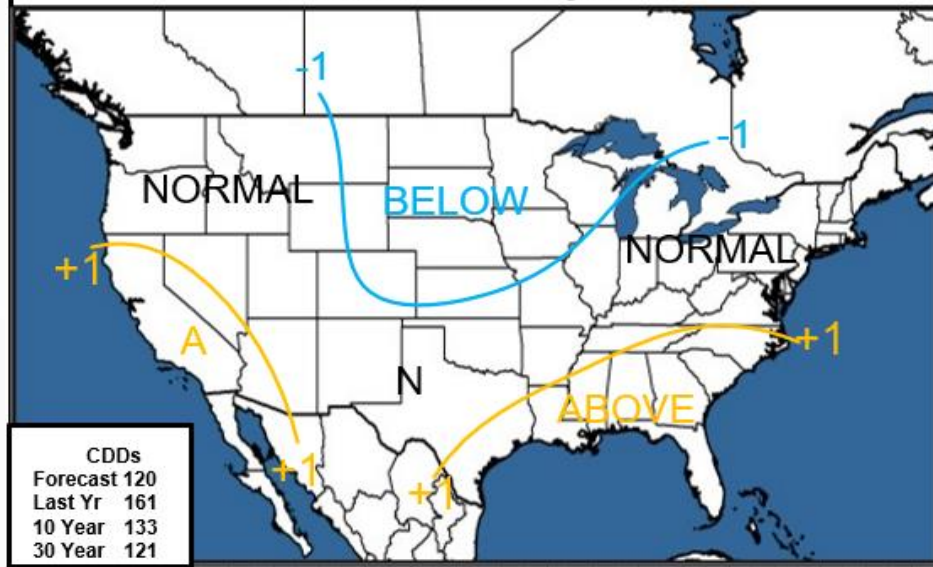 -1
-1
NORMAL
BELOW
NORMAL
+1
A
+1
N
ABOVE
+1
+1
CDDs
Forecast 120
Last Yr 161
10 Year 133
30 Year 121